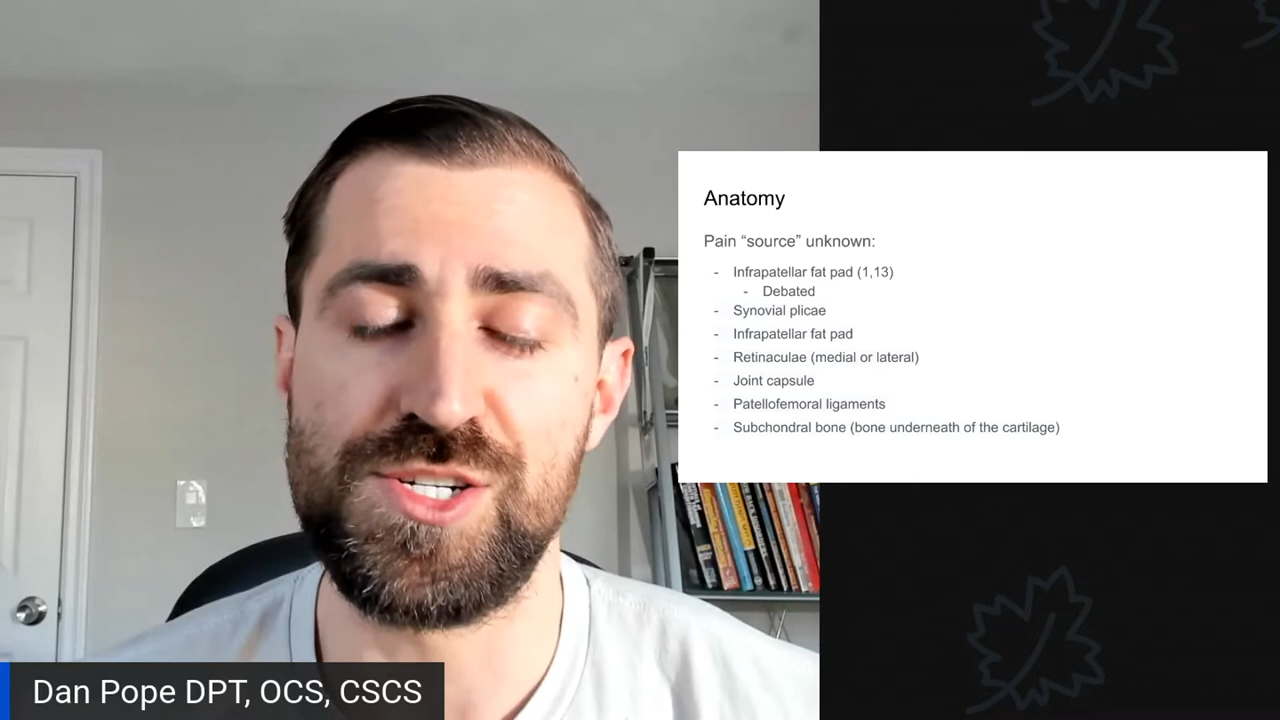 Anatomy
Pain “source” unknown:
- Infrapatellar fat pad (1,13)
- Debated
- Synovial plicae
- Infrapatellar fat pad
- Retinaculae (medial or lateral)
- Joint capsule
- Patellofemoral ligaments
- Subchondral bone (bone underneath of the cartilage)
Dan Pope DPT, OCS, CSCS